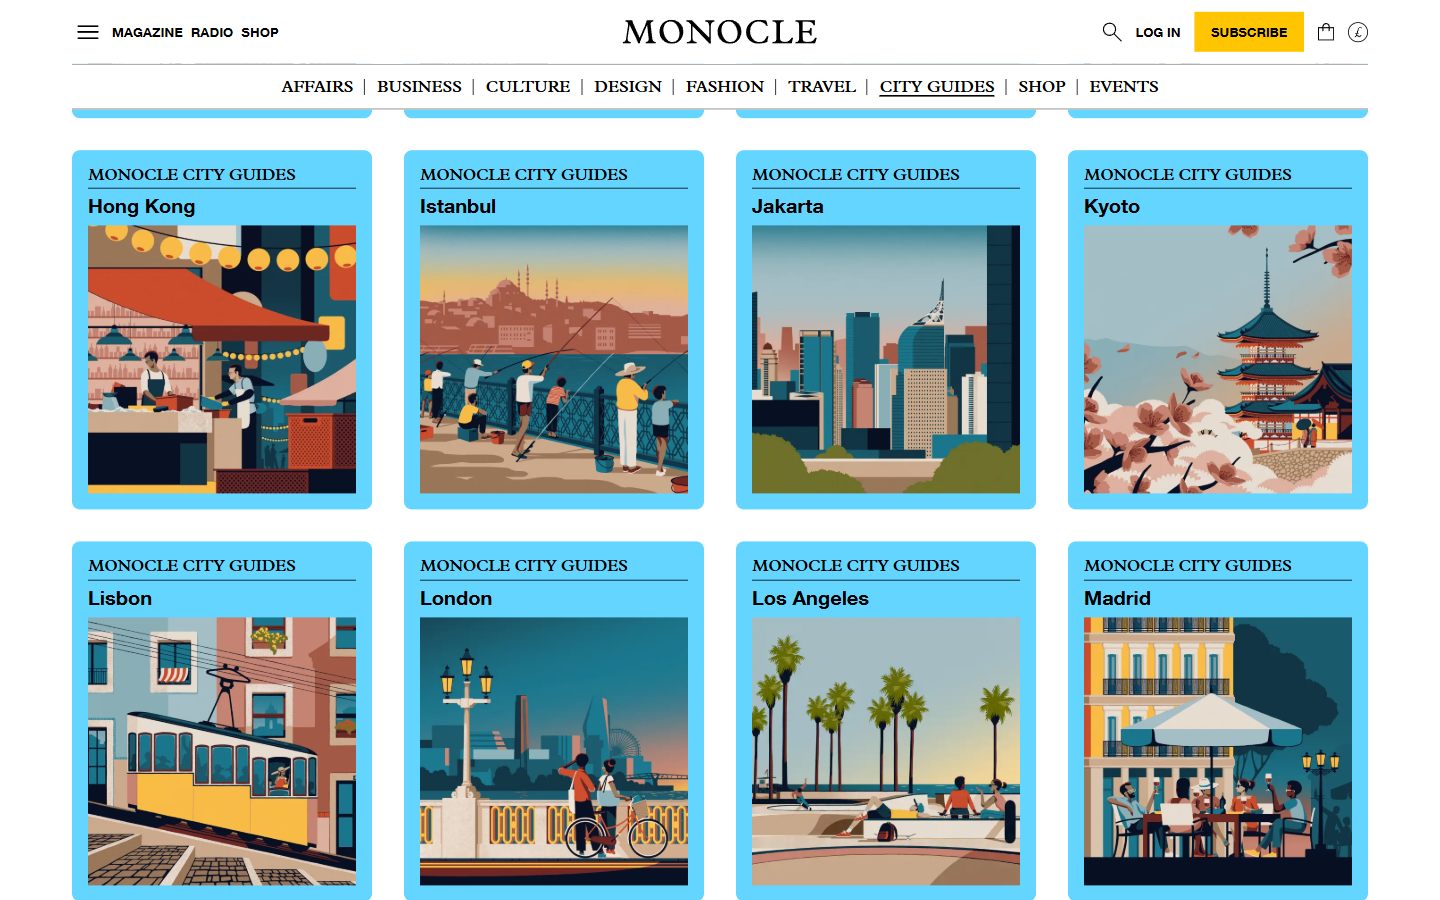 MAGAZINE RADIO SHOP
MONOCLE
LOG IN
SUBSCRIBE
£
AFFAIRS | BUSINESS | CULTURE | DESIGN | FASHION | TRAVEL | CITY GUIDES | SHOP | EVENTS
MONOCLE CITY GUIDES
Hong Kong
MONOCLE CITY GUIDES
Istanbul
MONOCLE CITY GUIDES
Jakarta
MONOCLE CITY GUIDES
Kyoto
MONOCLE CITY GUIDES
Lisbon
MONOCLE CITY GUIDES
London
MONOCLE CITY GUIDES
Los Angeles
MONOCLE CITY GUIDES
Madrid